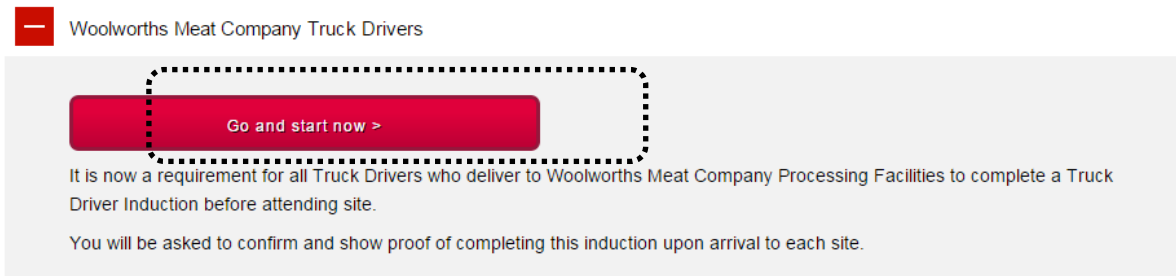 Woolworths Meat Company Truck Drivers
Go and start now >
It is now a requirement for all Truck Drivers who deliver to Woolworths Meat Company Processing Facilities to complete a Truck
Driver Induction before attending site.
You will be asked to confirm and show proof of completing this induction upon arrival to each site.